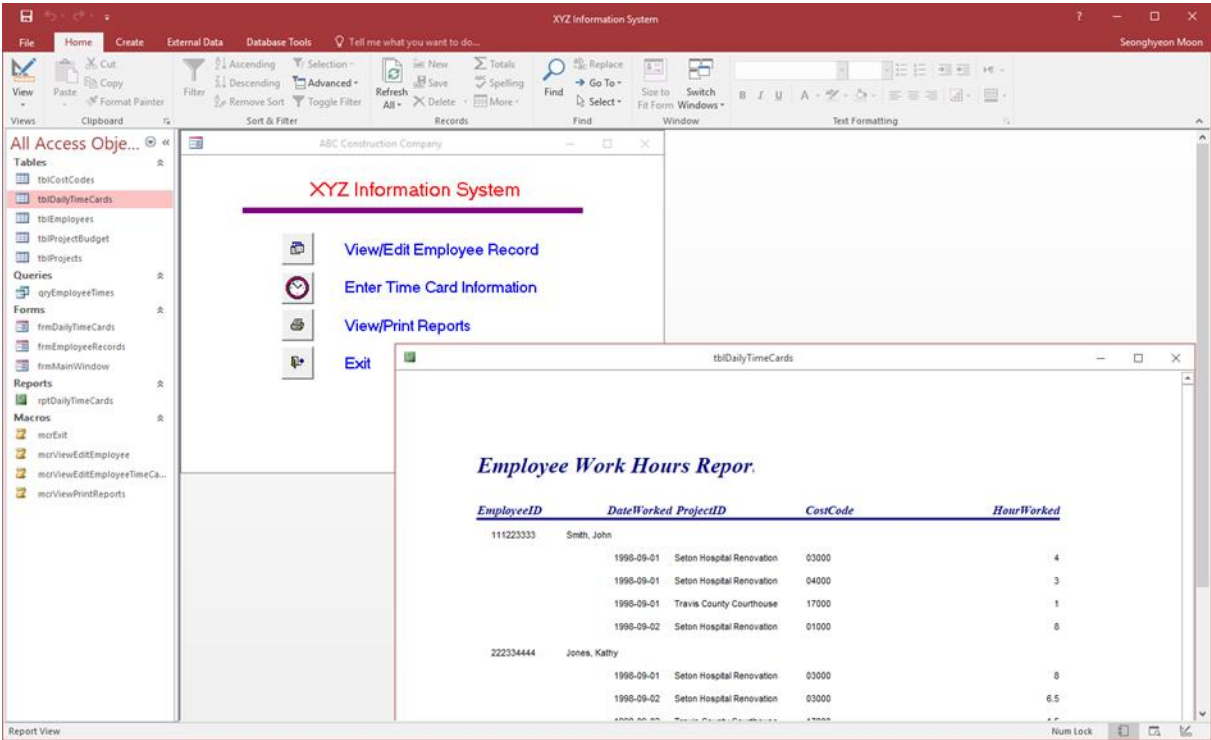 XYZ Information System
?
File Home Create External Data Database Tools Tell me what you want to do... Seonghyeon Moon
View
Views
Paste
Cut
Copy
Format Painter
Clipboard
Filter
Ascending
Descending
Remove Sort
Selection
Advanced
Toggle Filter
Sort & Filter
Refresh All
New
Save
Delete
Totals
Spelling
More
Records
Find
Replace
Go To
Select
Find
Size to Fit Form
Switch Windows
Window
B I U A
Text Formatting
All Access Obje...
Tables
tblCostCodes
tblDailyTimeCards
tblEmployees
tblProjectBudget
tblProjects
Queries
qryEmployeeTimes
Forms
frmDailyTimeCards
frmEmployeeRecords
frmMainWindow
Reports
rptDailyTimeCards
Macros
mcrExit
mcrViewEditEmployee
mcrViewEditEmployeeTimeCa...
mcrViewPrintReports
ABC Construction Company
XYZ Information System
View/Edit Employee Record
Enter Time Card Information
View/Print Reports
Exit
tblDailyTimeCards
Employee Work Hours Repor
EmployeeID DateWorked ProjectID CostCode HourWorked
111223333 Smth, John
1998-09-01 Seton Hospital Renovation 03000 4
1998-09-01 Seton Hospital Renovation 04000 3
1998-09-01 Travis County Courthouse 17000 1
1998-09-02 Seton Hospital Renovation 01000 8
222334444 Jones, Kathy
1998-09-01 Seton Hospital Renovation 03000 8
1998-09-02 Seton Hospital Renovation 03000 6.5
Report View Num Lock